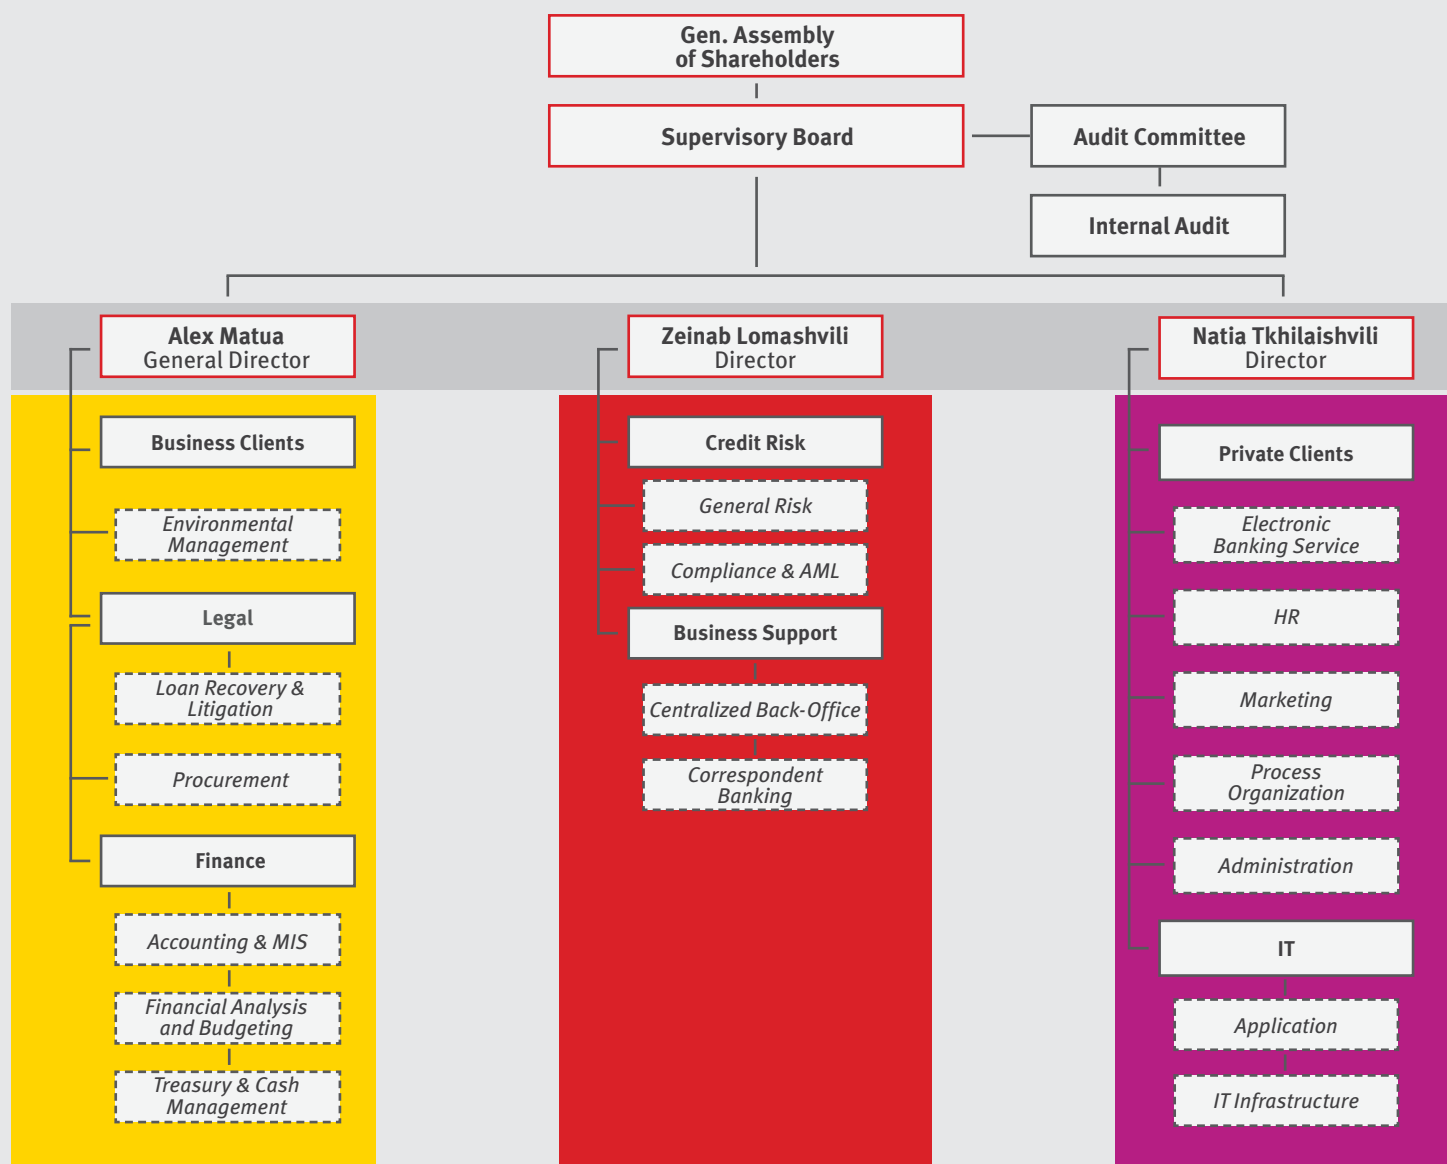 Gen. Assembly
of Shareholders
Supervisory Board
Audit Committee
Internal Audit
Alex Matua
General Director
Zeinab Lomashvili
Director
Natia Tkhilaishvili
Director
Business Clients
Environmental
Management
Legal
Loan Recovery &
Litigation
Procurement
Finance
Accounting & MIS
Financial Analysis
and Budgeting
Treasury & Cash
Management
Credit Risk
General Risk
Compliance & AML
Business Support
Centralized Back-Office
Correspondent
Banking
Private Clients
Electronic
Banking Service
HR
Marketing
Process
Organization
Administration
IT
Application
IT Infrastructure